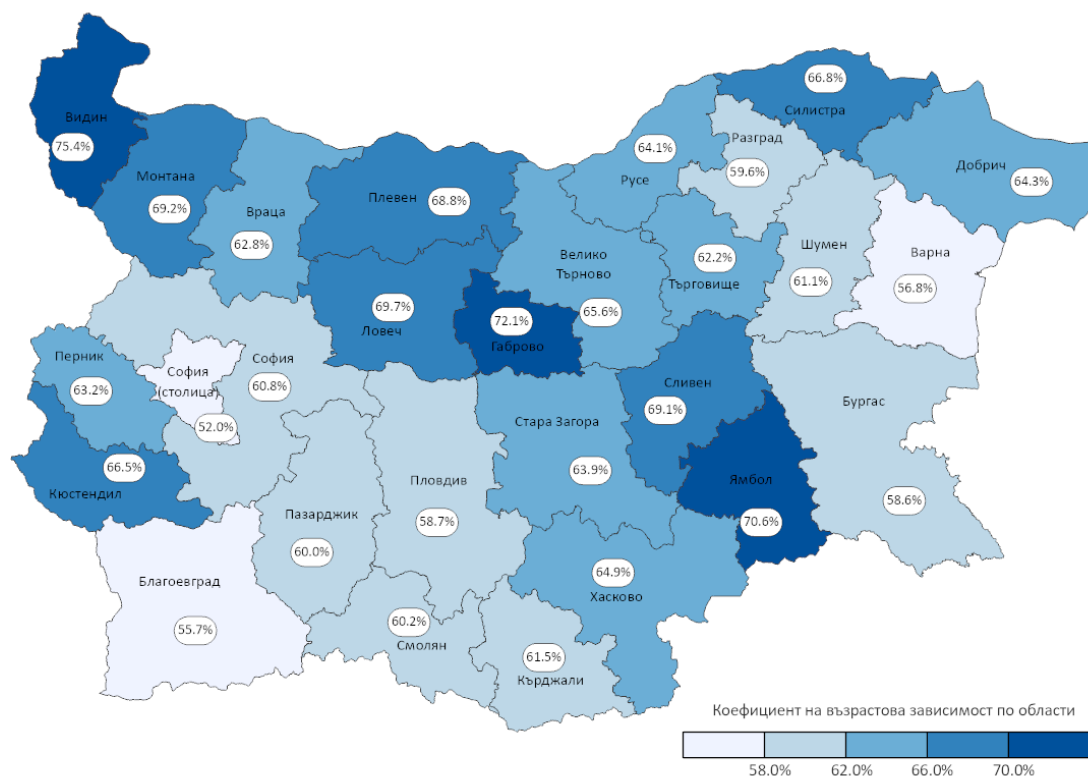 Видин
75.4%
Монтана
69.2%
Враца
62.8%
Плевен
68.8%
Ловеч
69.7%
Габрово
72.1%
Велико
Търново
65.6%
Русе
64.1%
Разград
59.6%
Силистра
66.8%
Добрич
64.3%
Търговище
62.2%
Шумен
61.1%
Варна
56.8%
Перник
63.2%
София
(столица)
52.0%
София
60.8%
Кюстендил
66.5%
Благоевград
55.7%
Пазарджик
60.0%
Пловдив
58.7%
Смолян
60.2%
Стара Загора
63.9%
Сливен
69.1%
Ямбол
70.6%
Бургас
58.6%
Хасково
64.9%
Кърджали
61.5%
Коефициент на възрастова зависимост по области
58.0% 62.0% 66.0% 70.0%